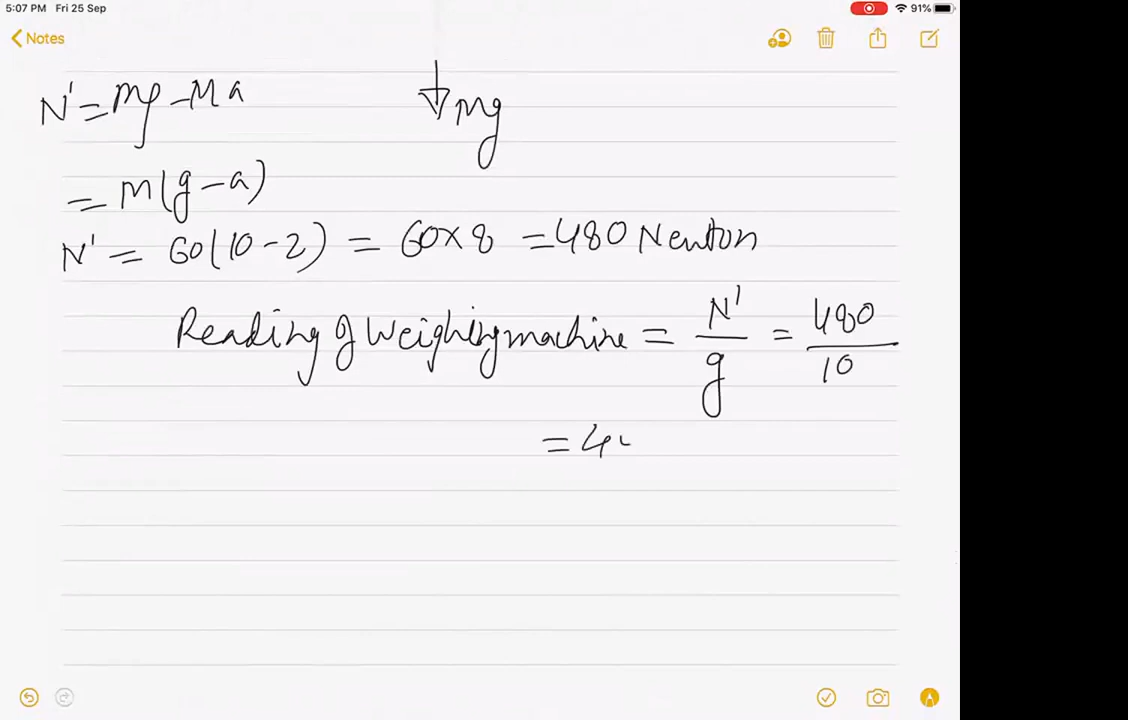 5:07 PM Fri 25 Sep 91%
Notes
N' = Mg - Ma
Mg
= M(g - a)
N' = 60(10 - 2) = 60 x 8 = 480 Newton
Reading of Weighing machine = N'/g = 480/10
= 4